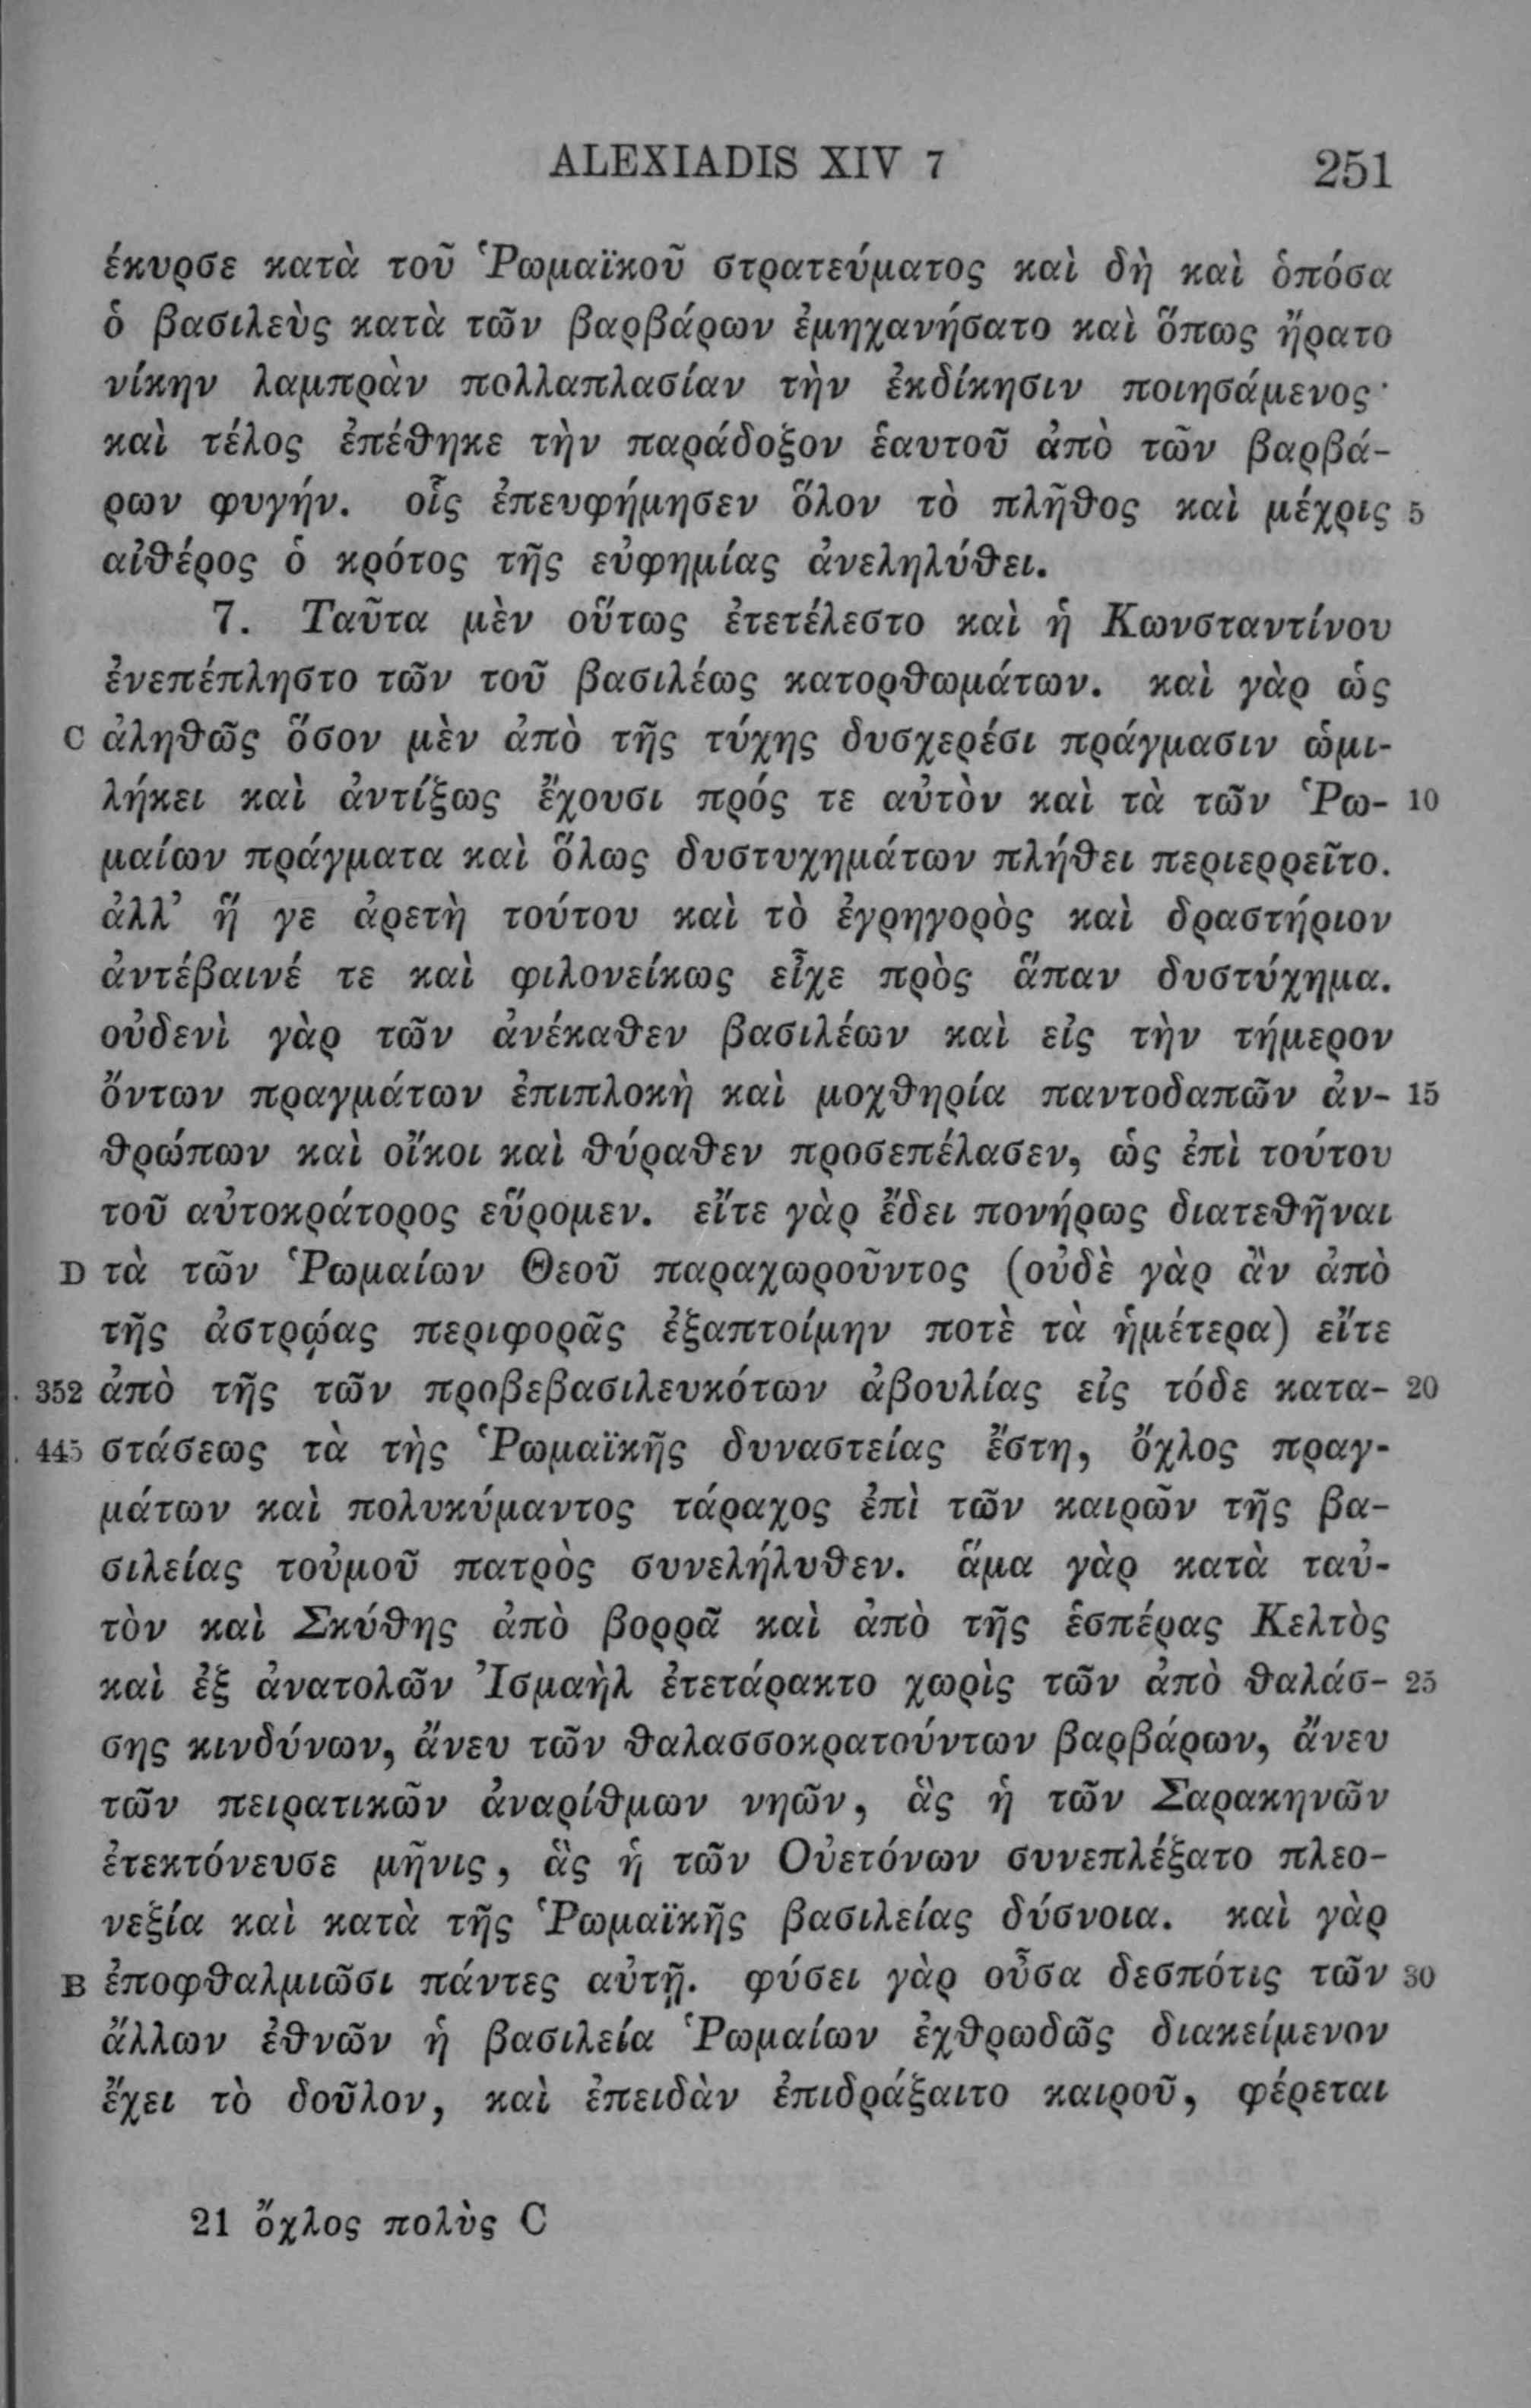 ALEXIADIS XIV 7 251
έκυρσε κατὰ τοῦ Ῥωμαϊκοῦ στρατεύματος καὶ δὴ καὶ ὁπόσα
ὁ βασιλεὺς κατὰ τῶν βαρβάρων ἐμηχανήσατο καὶ ὅπως ἤρατο
νίκην λαμπρὰν πολλαπλασίαν τὴν ἐκδίκησιν ποιησάμενος·
καὶ τέλος ἐπέθηκε τὴν παράδοξον ἑαυτοῦ ἀπὸ τῶν βαρβά-
ρων φυγήν. οἷς ἐπευφήμησεν ὅλον τὸ πλῆθος καὶ μέχρις 5
αἰθέρος ὁ κρότος τῆς εὐφημίας ἀνεληλύθει.
7. Ταῦτα μὲν οὕτως ἐτετέλεστο καὶ ἡ Κωνσταντίνου
ἐνεπέπληστο τῶν τοῦ βασιλέως κατορθωμάτων. καὶ γὰρ ὡς
C ἀληθῶς ὅσον μὲν ἀπὸ τῆς τύχης δυσχερέσι πράγμασιν ὡμι-
λήκει καὶ ἀντίξως ἔχουσι πρός τε αὐτὸν καὶ τὰ τῶν Ῥω- 10
μαίων πράγματα καὶ ὅλως δυστυχημάτων πλήθει περιερρεῖτο.
ἀλλ’ ἥ γε ἀρετὴ τούτου καὶ τὸ ἐγρηγορὸς καὶ δραστήριον
ἀντέβαινέ τε καὶ φιλονείκως εἶχε πρὸς ἅπαν δυστύχημα.
οὐδενὶ γὰρ τῶν ἀνέκαθεν βασιλέων καὶ εἰς τὴν τήμερον
ὄντων πραγμάτων ἐπιπλοκὴ καὶ μοχθηρία παντοδαπῶν ἀν- 15
θρώπων καὶ οἴκοι καὶ θύραθεν προσεπέλασεν, ὡς ἐπὶ τούτου
τοῦ αὐτοκράτορος εὕρομεν. εἴτε γὰρ ἔδει πονήρως διατεθῆναι
D τὰ τῶν Ῥωμαίων Θεοῦ παραχωροῦντος (οὐδὲ γὰρ ἂν ἀπὸ
τῆς ἀστρῴας περιφορᾶς ἐξαπτοίμην ποτὲ τὰ ἡμέτερα) εἴτε
352 ἀπὸ τῆς τῶν προβεβασιλευκότων ἀβουλίας εἰς τόδε κατα- 20
445 στάσεως τὰ τὴς Ῥωμαϊκῆς δυναστείας ἔστη, ὄχλος πραγ-
μάτων καὶ πολυκύμαντος τάραχος ἐπὶ τῶν καιρῶν τῆς βα-
σιλείας τοὐμοῦ πατρὸς συνελήλυθεν. ἅμα γὰρ κατὰ ταὐ-
τὸν καὶ Σκύθης ἀπὸ βορρᾶ καὶ ἀπὸ τῆς ἑσπέρας Κελτὸς
καὶ ἐξ ἀνατολῶν Ἰσμαὴλ ἐτετάρακτο χωρὶς τῶν ἀπὸ θαλάσ- 25
σης κινδύνων, ἄνευ τῶν θαλασσοκρατούντων βαρβάρων, ἄνευ
τῶν πειρατικῶν ἀναρίθμων νηῶν, ἃς ἡ τῶν Σαρακηνῶν
ἐτεκτόνευσε μῆνις, ἃς ἡ τῶν Οὐετόνων συνεπλέξατο πλεο-
νεξία καὶ κατὰ τῆς Ῥωμαϊκῆς βασιλείας δύσνοια. καὶ γὰρ
B ἐποφθαλμιῶσι πάντες αὐτῇ. φύσει γὰρ οὖσα δεσπότις τῶν 30
ἄλλων ἐθνῶν ἡ βασιλεία Ῥωμαίων ἐχθρωδῶς διακείμενον
ἔχει τὸ δοῦλον, καὶ ἐπειδὰν ἐπιδράξαιτο καιροῦ, φέρεται
21 ὄχλος πολὺς C